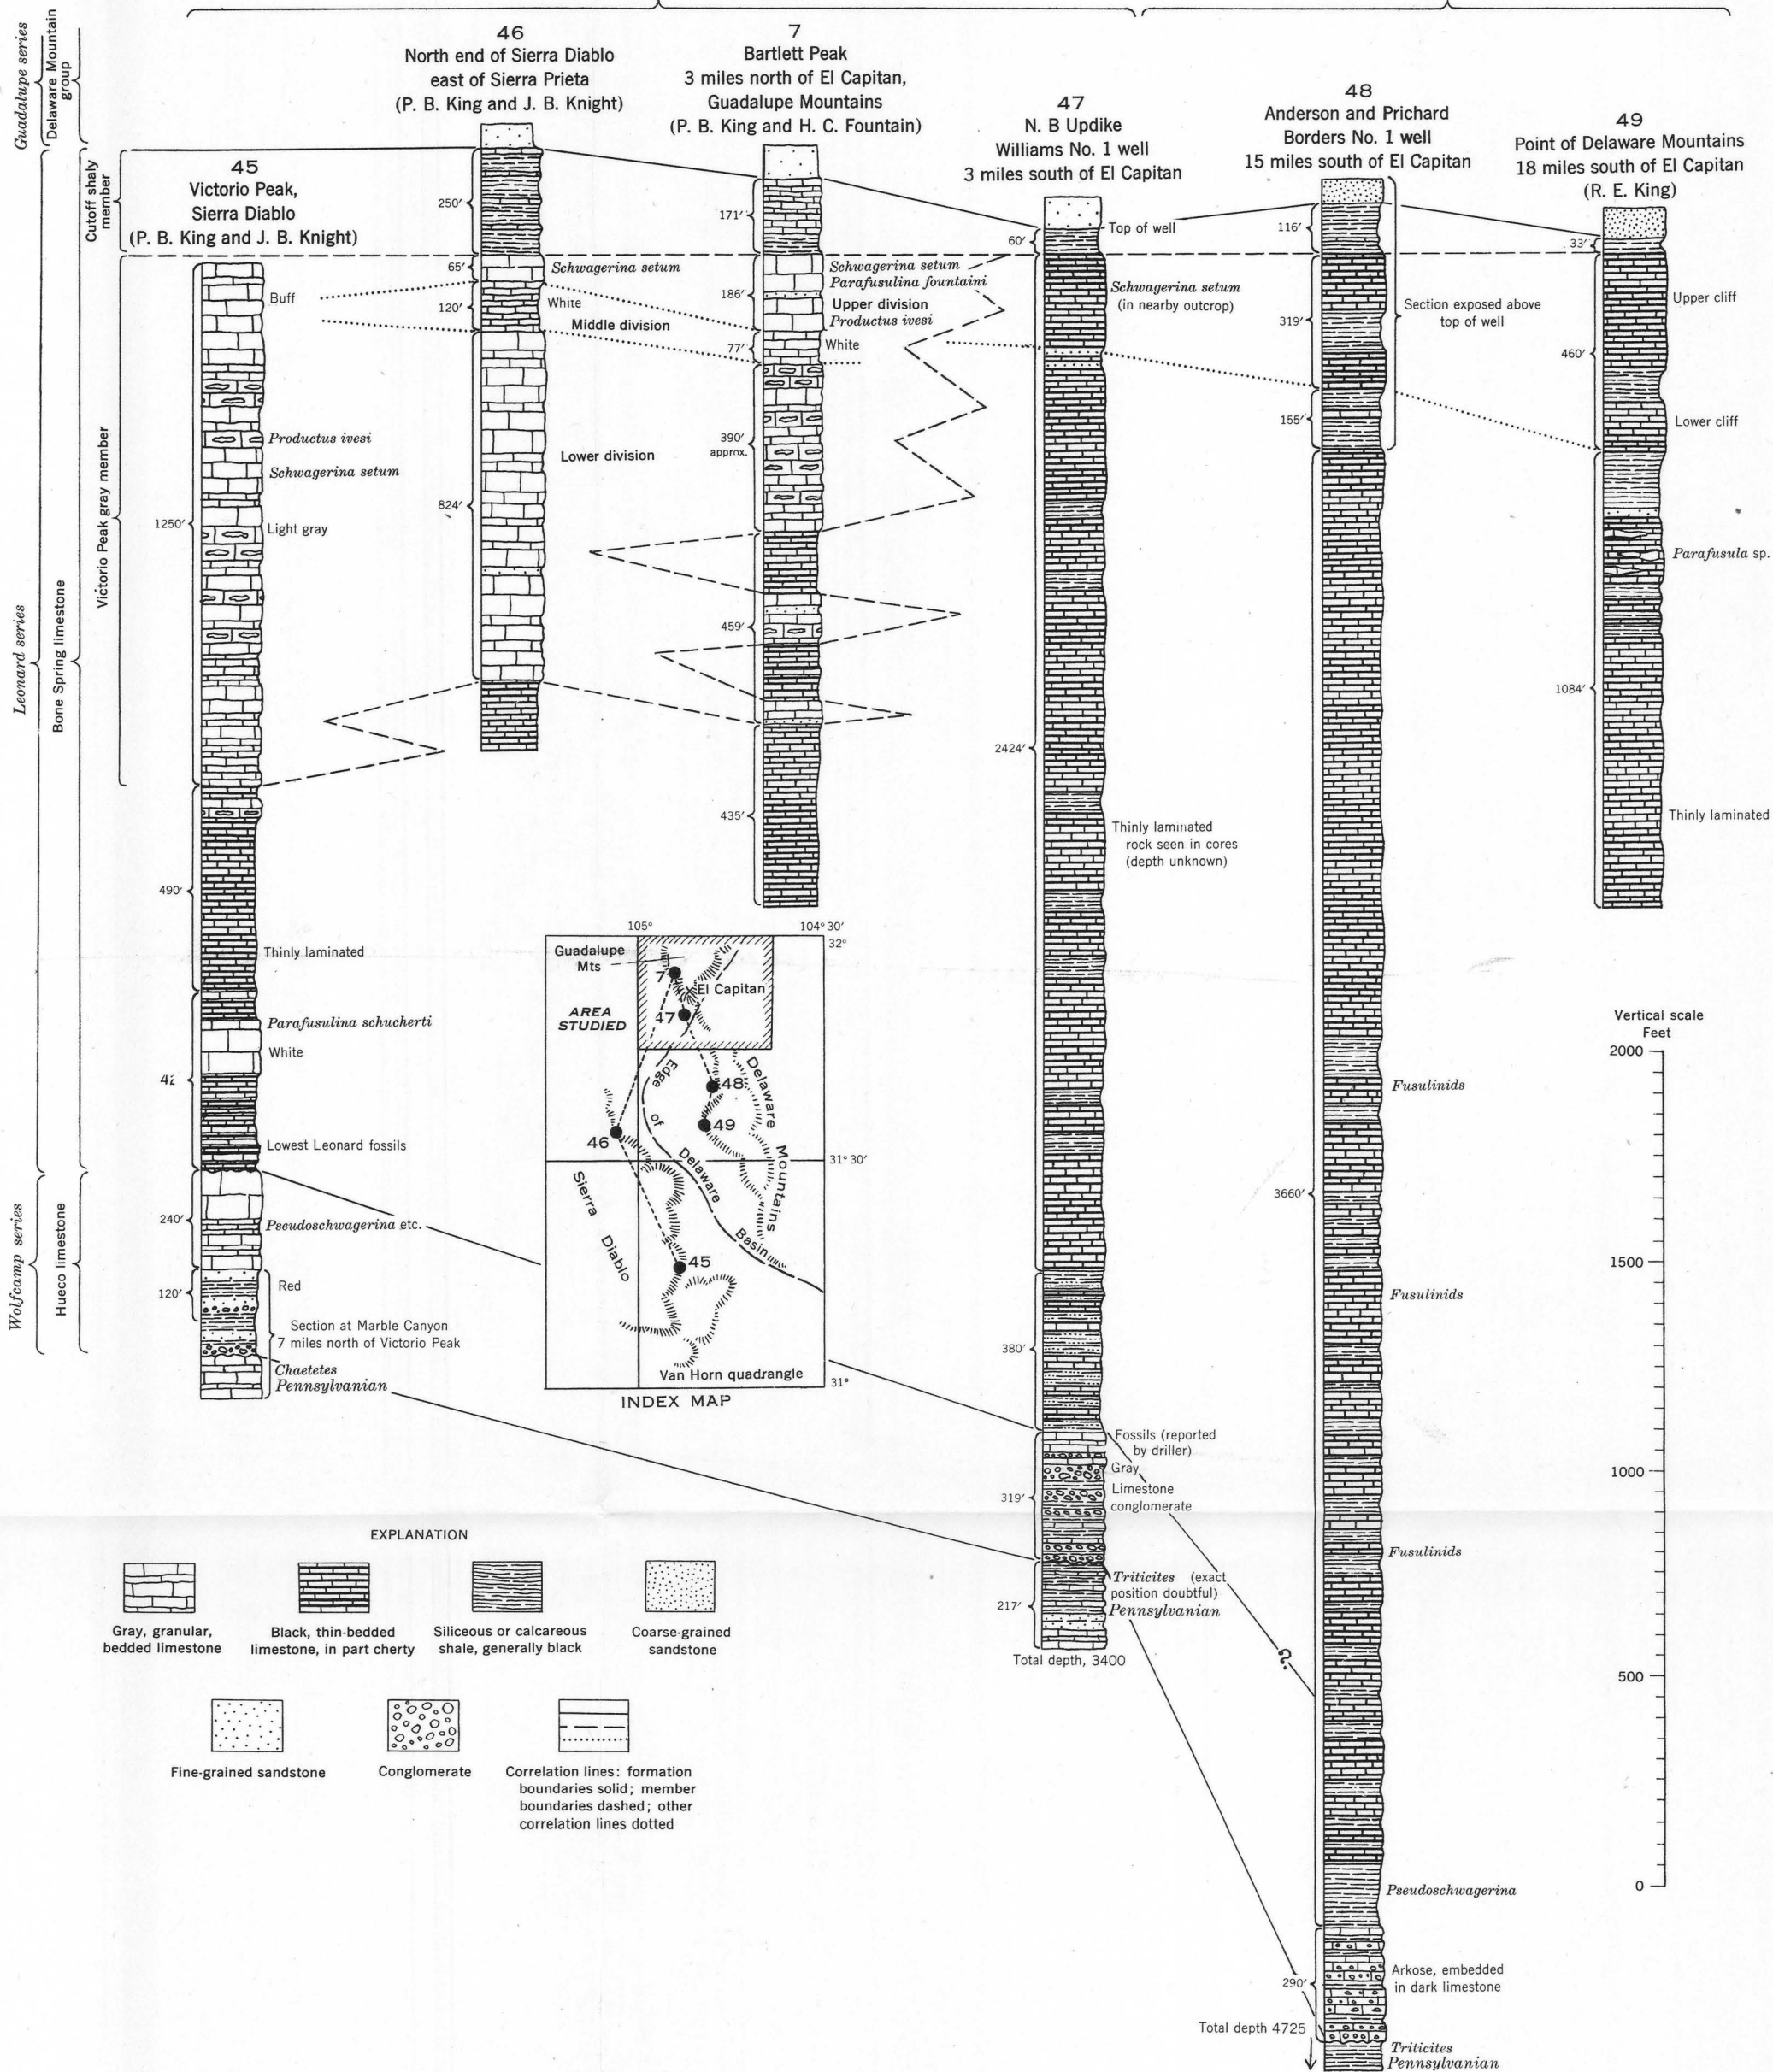 45
Victorio Peak,
Sierra Diablo
(P. B. King and J. B. Knight)
46
North end of Sierra Diablo
east of Sierra Prieta
(P. B. King and J. B. Knight)
7
Bartlett Peak
3 miles north of El Capitan,
Guadalupe Mountains
(P. B. King and H. C. Fountain)
47
N. B Updike
Williams No. 1 well
3 miles south of El Capitan
48
Anderson and Prichard
Borders No. 1 well
15 miles south of El Capitan
49
Point of Delaware Mountains
18 miles south of El Capitan
(R. E. King)
Guadalupe series
Delaware Mountain
group
Cutoff shaly
member
Leonard series
Bone Spring limestone
Victorio Peak gray member
Wolfcamp series
Hueco limestone
Buff
Productus ivesi
Schwagerina setum
1250′
Light gray
490′
Thinly laminated
Parafusulina schucherti
White
Lowest Leonard fossils
240′
Pseudoschwagerina etc.
120′
Red
Section at Marble Canyon
7 miles north of Victorio Peak
Chaetetes
Pennsylvanian
250′
65′
Schwagerina setum
120′
White
Middle division
Lower division
824′
171′
186′
Schwagerina setum
Parafusulina fountaini
Upper division
Productus ivesi
77′
White
390′
approx.
459′
435′
60′
Top of well
Schwagerina setum
(in nearby outcrop)
2424′
Thinly laminated
rock seen in cores
(depth unknown)
380′
Fossils (reported
by driller)
Gray
319′
Limestone
conglomerate
Triticites (exact
position doubtful)
217′
Pennsylvanian
Total depth, 3400
116′
319′
Section exposed above
top of well
155′
Fusulinids
3660′
Fusulinids
Fusulinids
?
Pseudoschwagerina
290′
Arkose, embedded
in dark limestone
Total depth 4725
Triticites
Pennsylvanian
33′
Upper cliff
460′
Lower cliff
Parafusula sp.
1084′
Thinly laminated
Vertical scale
Feet
2000
1500
1000
500
0
105°
104° 30′
32°
Guadalupe
Mts
7
El Capitan
AREA
STUDIED
47
Edge
of
Delaware
Basin
48
Delaware
Mountains
49
46
31° 30′
Sierra
Diablo
45
Van Horn quadrangle
31°
INDEX MAP
EXPLANATION
Gray, granular,
bedded limestone
Black, thin-bedded
limestone, in part cherty
Siliceous or calcareous
shale, generally black
Coarse-grained
sandstone
Fine-grained sandstone
Conglomerate
Correlation lines: formation
boundaries solid; member
boundaries dashed; other
correlation lines dotted